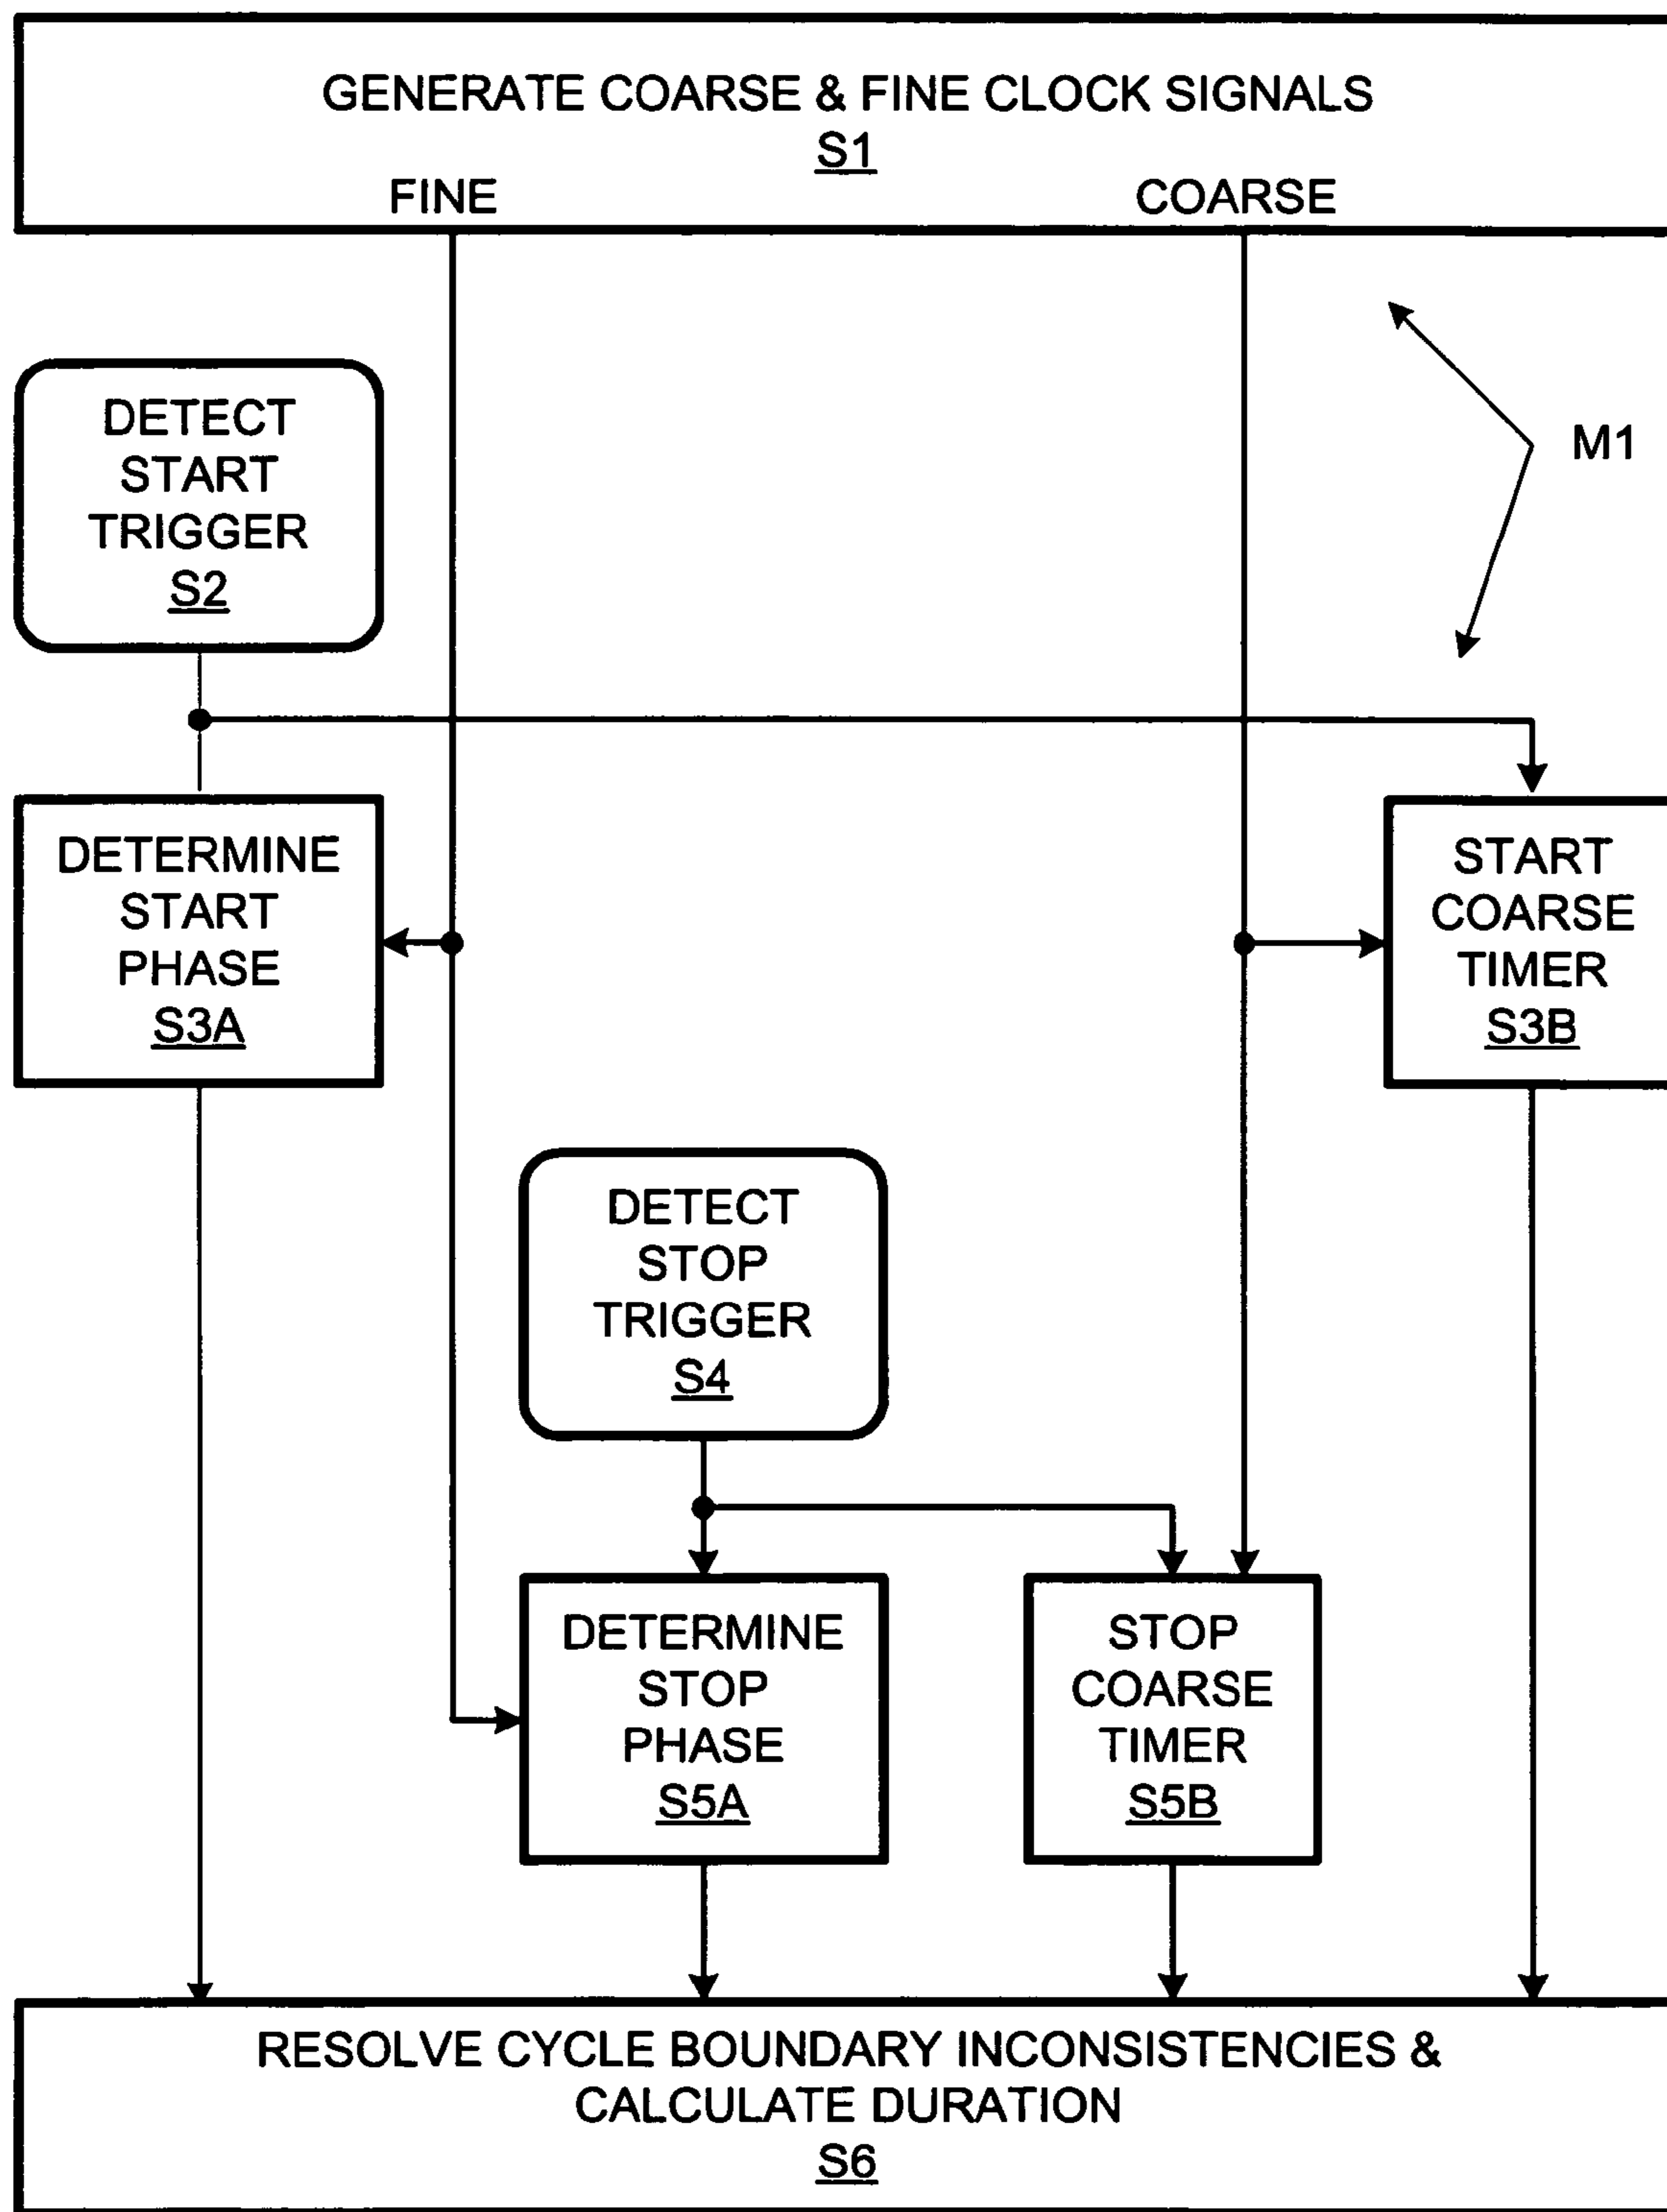 GENERATE COARSE & FINE CLOCK SIGNALS
S1
FINE
COARSE
DETECT
START
TRIGGER
S2
M1
DETERMINE
START
PHASE
S3A
START
COARSE
TIMER
S3B
DETECT
STOP
TRIGGER
S4
DETERMINE
STOP
PHASE
S5A
STOP
COARSE
TIMER
S5B
RESOLVE CYCLE BOUNDARY INCONSISTENCIES &
CALCULATE DURATION
S6